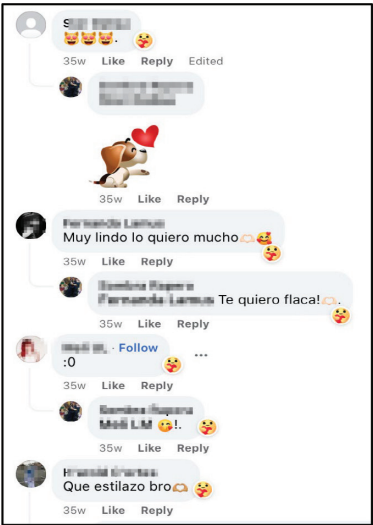 😻😻😻.
35w Like Reply Edited
35w Like Reply
Muy lindo lo quiero mucho🫶🏻🥰
35w Like Reply
Te quiero flaca!🫶🏻.
35w Like Reply
· Follow
:0
35w Like Reply
😘!.
35w Like Reply
Que estilazo bro🫶🏽
35w Like Reply